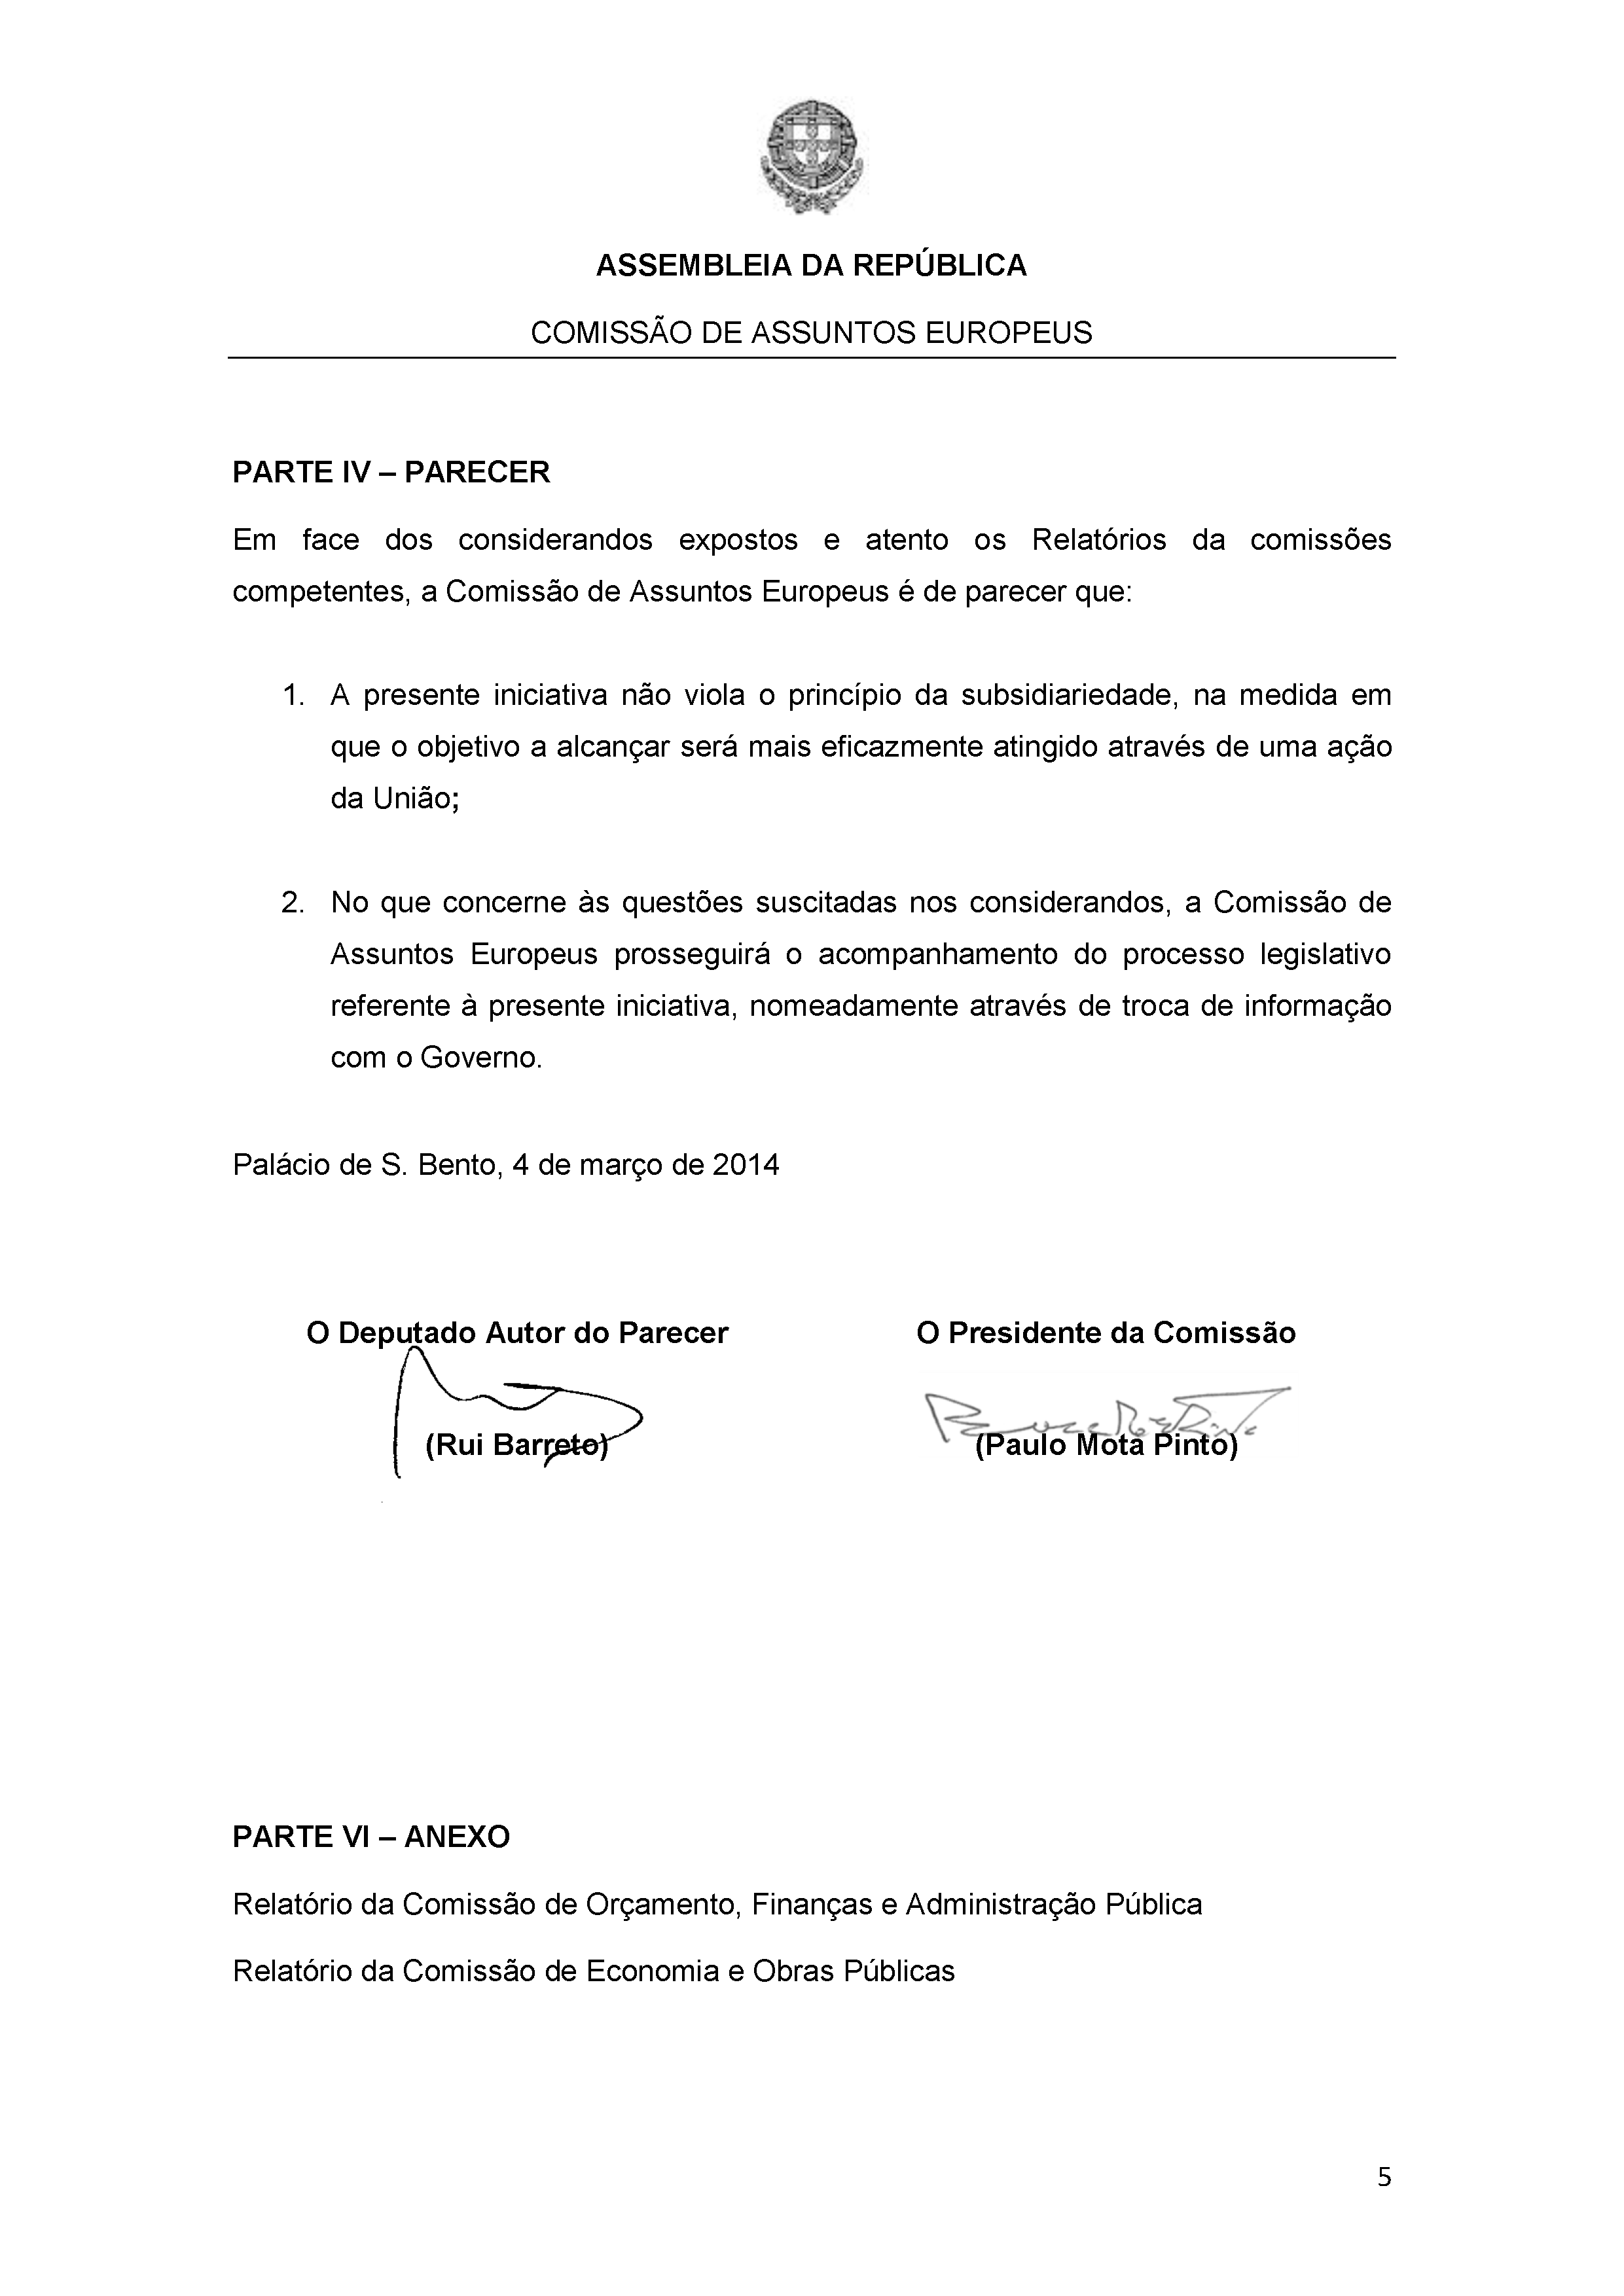 ASSEMBLEIA DA REPÚBLICA
COMISSÃO DE ASSUNTOS EUROPEUS
PARTE IV – PARECER
Em face dos considerandos expostos e atento os Relatórios da comissões
competentes, a Comissão de Assuntos Europeus é de parecer que:
1. A presente iniciativa não viola o princípio da subsidiariedade, na medida em
que o objetivo a alcançar será mais eficazmente atingido através de uma ação
da União;
2. No que concerne às questões suscitadas nos considerandos, a Comissão de
Assuntos Europeus prosseguirá o acompanhamento do processo legislativo
referente à presente iniciativa, nomeadamente através de troca de informação
com o Governo.
Palácio de S. Bento, 4 de março de 2014
O Deputado Autor do Parecer O Presidente da Comissão
(Rui Barreto) (Paulo Mota Pinto)
PARTE VI – ANEXO
Relatório da Comissão de Orçamento, Finanças e Administração Pública
Relatório da Comissão de Economia e Obras Públicas
5